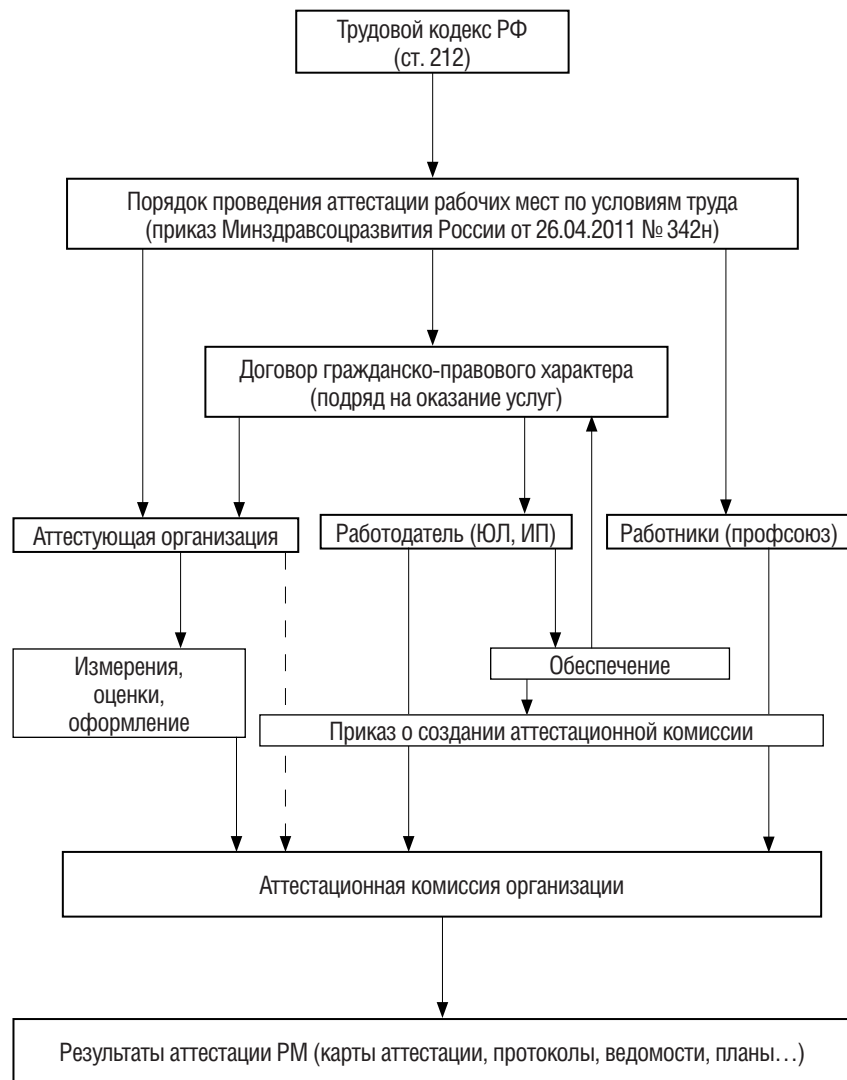 Трудовой кодекс РФ
(ст. 212)
Порядок проведения аттестации рабочих мест по условиям труда
(приказ Минздравсоцразвития России от 26.04.2011 № 342н)
Договор гражданско-правового характера
(подряд на оказание услуг)
Аттестующая организация
Работодатель (ЮЛ, ИП)
Работники (профсоюз)
Измерения,
оценки,
оформление
Обеспечение
Приказ о создании аттестационной комиссии
Аттестационная комиссия организации
Результаты аттестации РМ (карты аттестации, протоколы, ведомости, планы…)